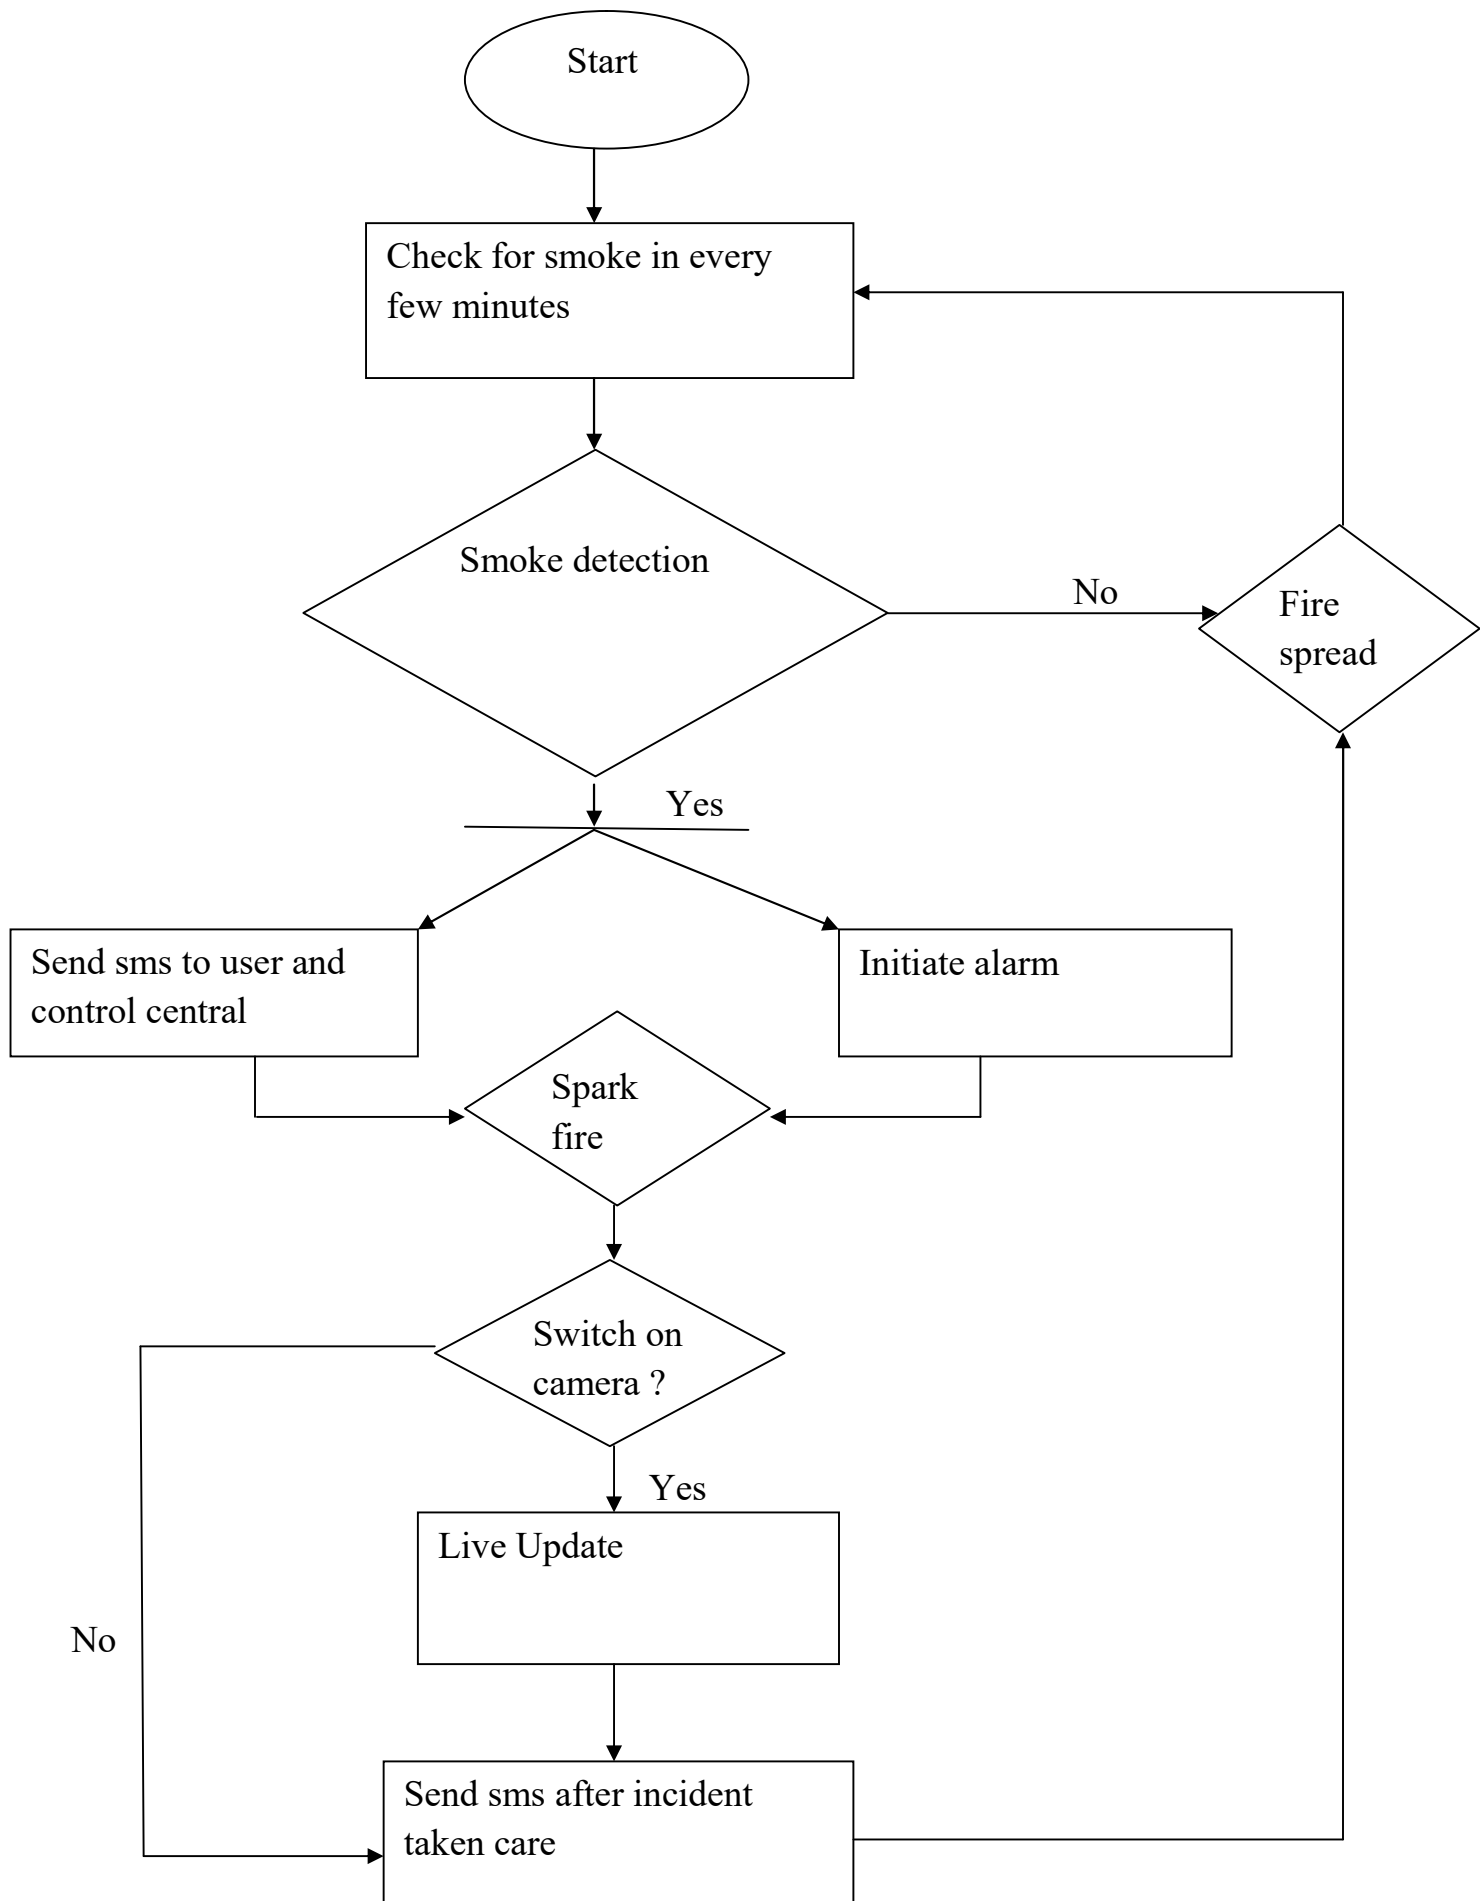 Start
Check for smoke in every
few minutes
Smoke detection
No
Fire
spread
Yes
Send sms to user and
control central
Initiate alarm
Spark
fire
Switch on
camera ?
Yes
Live Update
No
Send sms after incident
taken care